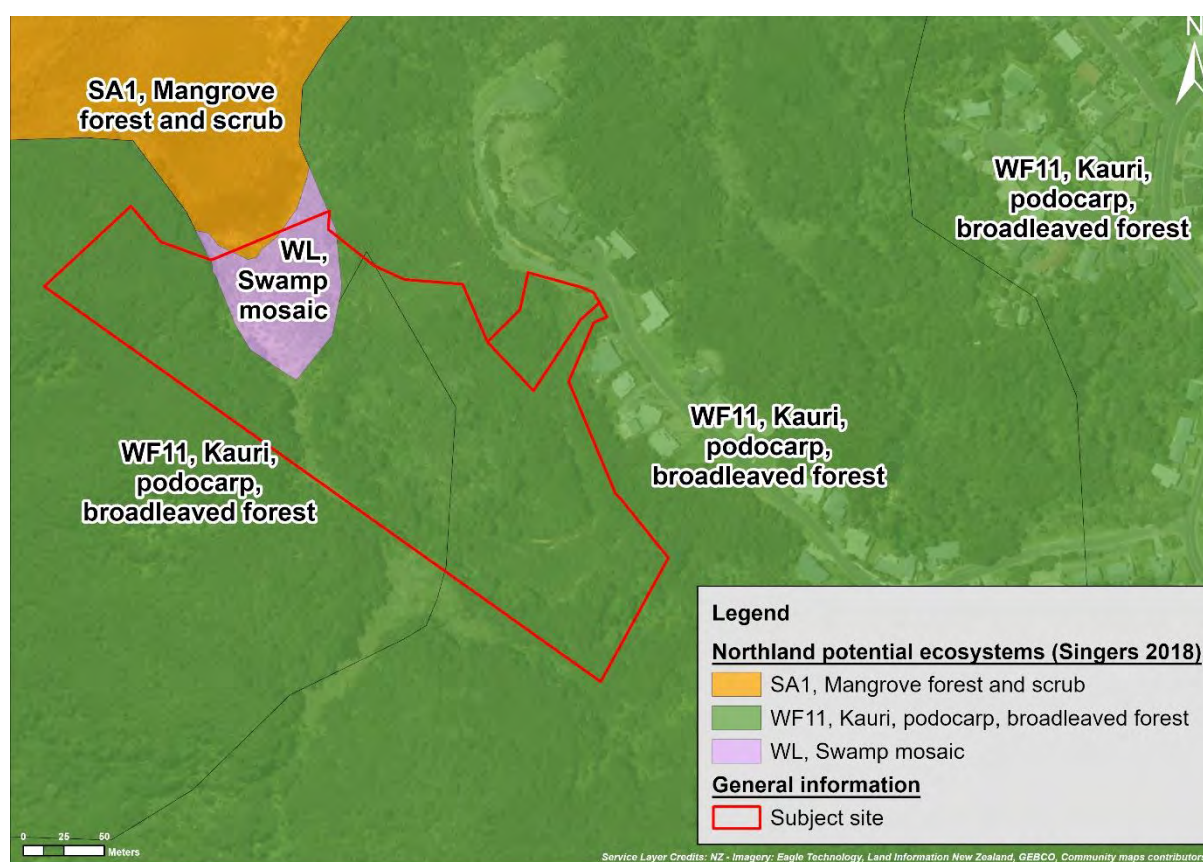 SA1, Mangrove
forest and scrub
N
WF11, Kauri,
podocarp,
broadleaved forest
WL,
Swamp
mosaic
WF11, Kauri,
podocarp,
broadleaved forest
WF11, Kauri,
podocarp,
broadleaved forest
Legend
Northland potential ecosystems (Singers 2018)
SA1, Mangrove forest and scrub
WF11, Kauri, podocarp, broadleaved forest
WL, Swamp mosaic
General information
Subject site
0 25 50
Meters
Service Layer Credits: NZ - Imagery: Eagle Technology, Land Information New Zealand, GEBCO, Community maps contributors